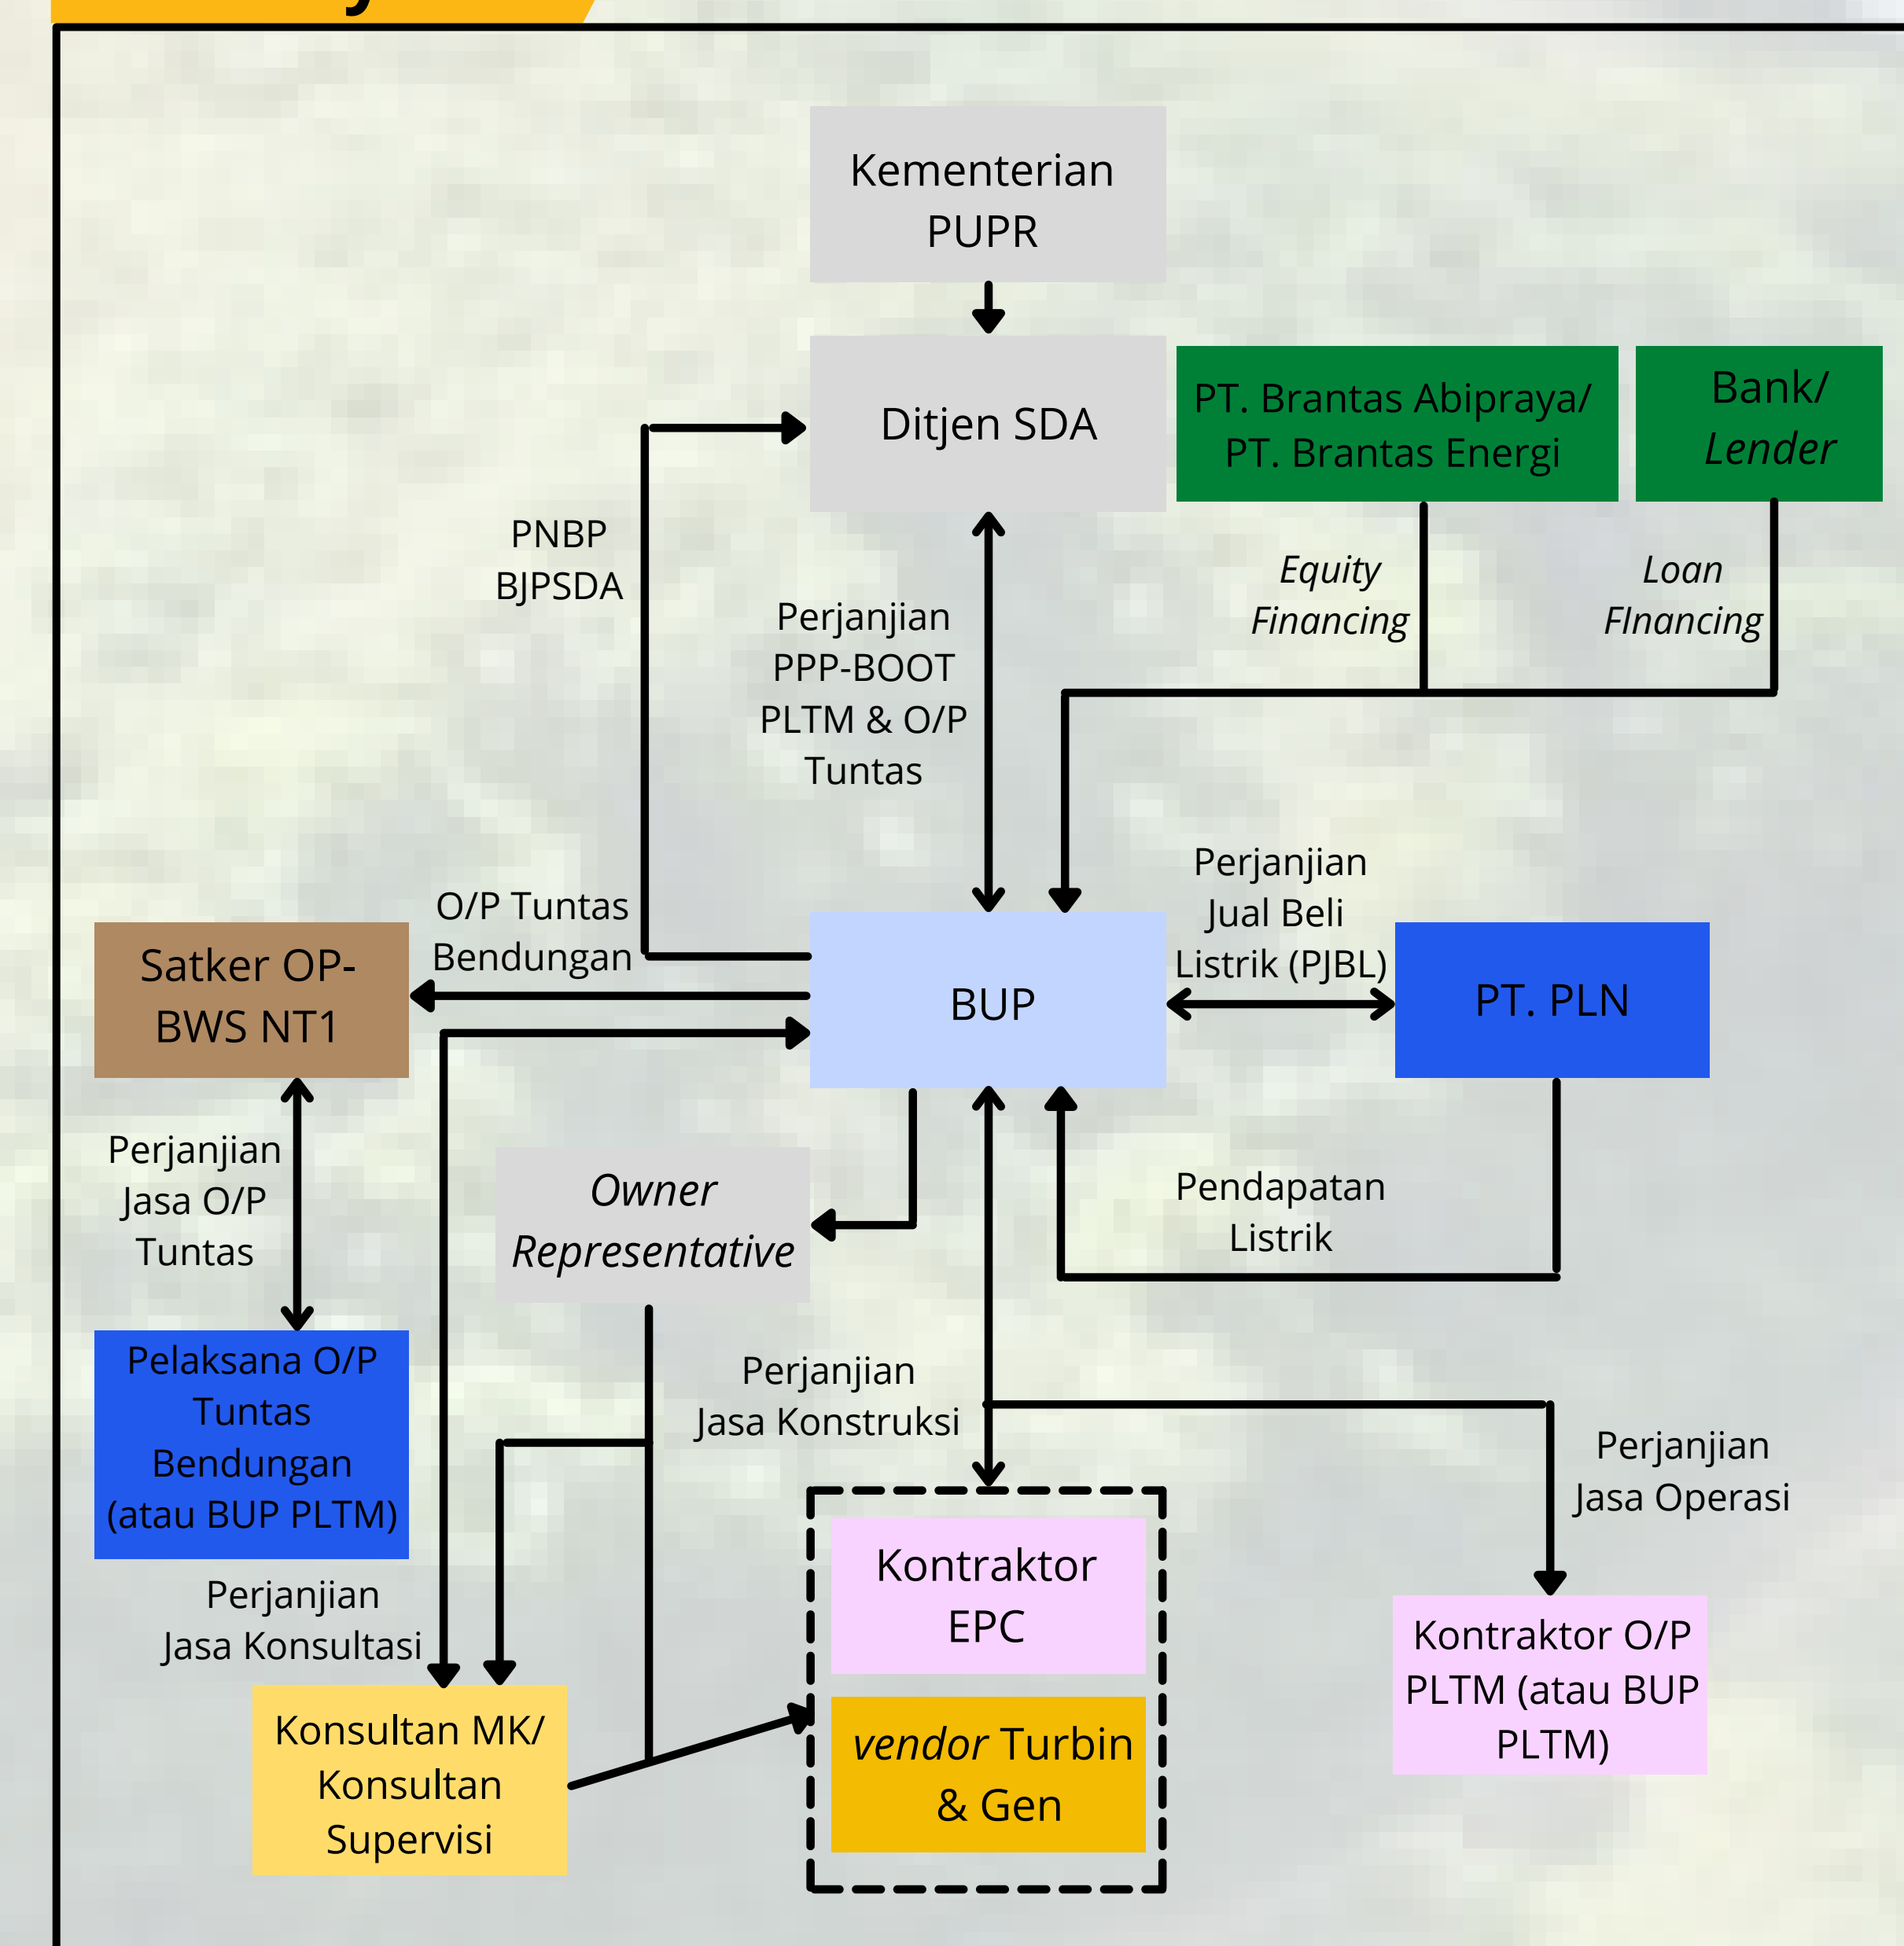 Kementerian
PUPR
Ditjen SDA
PT. Brantas Abipraya/
PT. Brantas Energi
Bank/
Lender
PNBP
BJPSDA
Perjanjian
PPP-BOOT
PLTM & O/P
Tuntas
Equity
Financing
Loan
FInancing
O/P Tuntas
Bendungan
Perjanjian
Jual Beli
Listrik (PJBL)
Satker OP-
BWS NT1
BUP
PT. PLN
Perjanjian
Jasa O/P
Tuntas
Owner
Representative
Pendapatan
Listrik
Pelaksana O/P
Tuntas
Bendungan
(atau BUP PLTM)
Perjanjian
Jasa Konstruksi
Perjanjian
Jasa Operasi
Perjanjian
Jasa Konsultasi
Kontraktor
EPC
Kontraktor O/P
PLTM (atau BUP
PLTM)
Konsultan MK/
Konsultan
Supervisi
vendor Turbin
& Gen